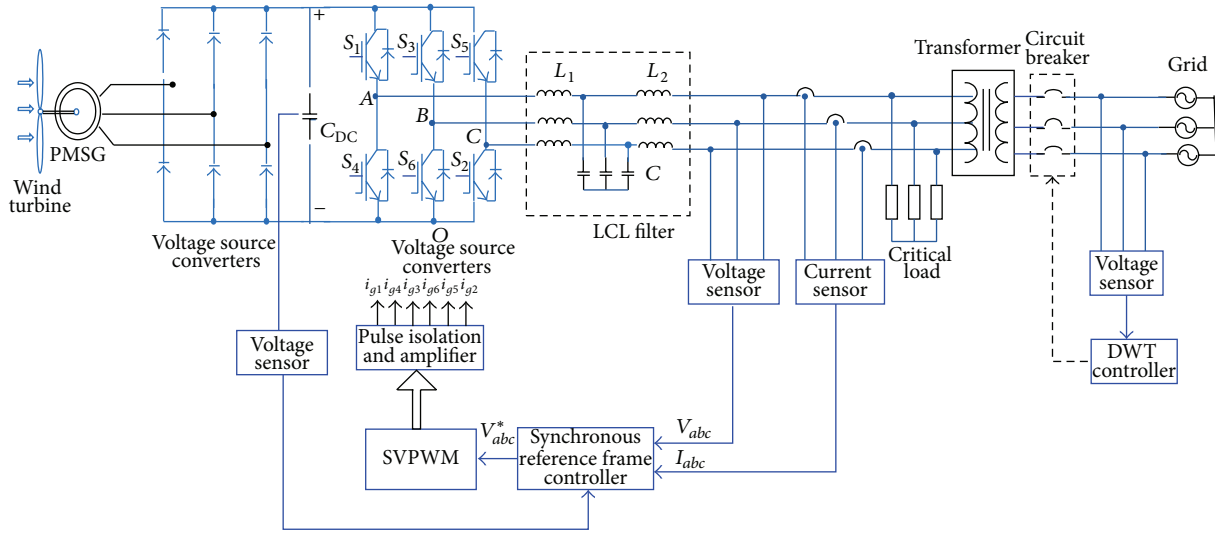 +
S1
S3
S5
L1
L2
Transformer
Circuit
breaker
Grid
A
B
C
CDC
PMSG
Wind
turbine
S4
S6
S2
C
−
O
LCL filter
Critical
load
Voltage source
converters
Voltage source
converters
ig1 ig4 ig3 ig6 ig5 ig2
Voltage
sensor
Current
sensor
Voltage
sensor
Pulse isolation
and amplifier
Voltage
sensor
DWT
controller
SVPWM
V*abc
Synchronous
reference frame
controller
Vabc
Iabc